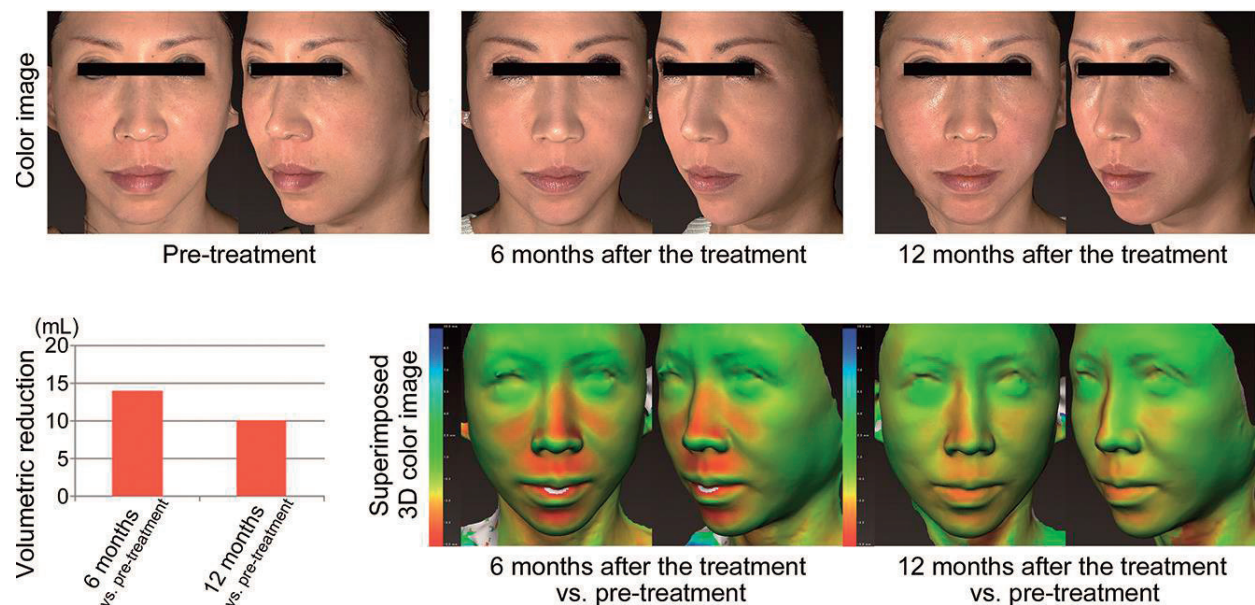 Color image
Pre-treatment
6 months after the treatment
12 months after the treatment
(mL)
Volumetric reduction
20
15
10
5
0
6 months
vs. pre-treatment
12 months
vs. pre-treatment
Superimposed
3D color image
6 months after the treatment
vs. pre-treatment
12 months after the treatment
vs. pre-treatment